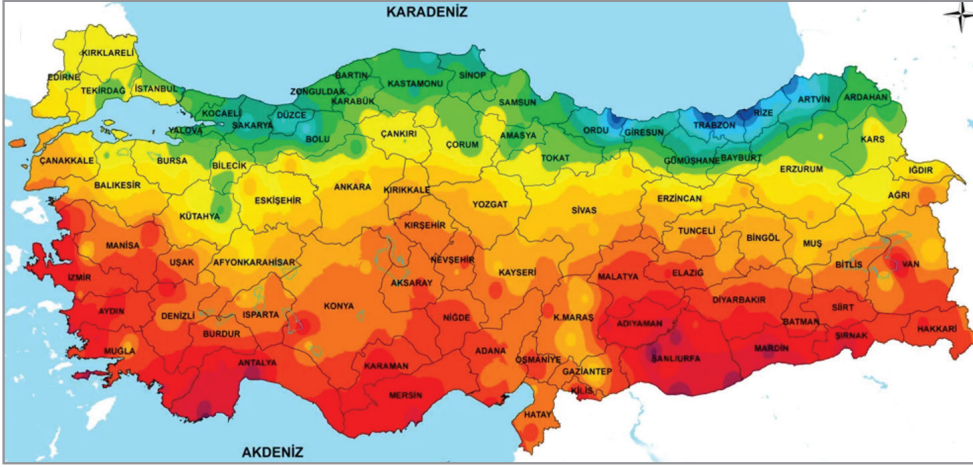 KARADENİZ
KIRKLARELİ
EDİRNE
TEKİRDAĞ
İSTANBUL
KOCAELİ
YALOVA
SAKARYA
DÜZCE
ZONGULDAK
BARTIN
KARABÜK
KASTAMONU
SİNOP
BOLU
ÇANKIRI
ÇORUM
SAMSUN
AMASYA
TOKAT
ORDU
GİRESUN
TRABZON
RİZE
ARTVİN
ARDAHAN
GÜMÜŞHANE
BAYBURT
ERZURUM
KARS
IĞDIR
AĞRI
ÇANAKKALE
BALIKESİR
BURSA
BİLECİK
KÜTAHYA
ESKİŞEHİR
ANKARA
KIRIKKALE
KIRŞEHİR
YOZGAT
SİVAS
ERZİNCAN
TUNCELİ
BİNGÖL
MUŞ
BİTLİS
VAN
MANİSA
İZMİR
UŞAK
AFYONKARAHİSAR
AYDIN
DENİZLİ
ISPARTA
BURDUR
MUĞLA
ANTALYA
KONYA
AKSARAY
NEVŞEHİR
NİĞDE
KAYSERİ
KARAMAN
MERSİN
ADANA
K.MARAŞ
OSMANİYE
GAZİANTEP
KİLİS
HATAY
MALATYA
ELAZIĞ
ADIYAMAN
ŞANLIURFA
DİYARBAKIR
BATMAN
MARDİN
SİİRT
ŞIRNAK
HAKKARİ
AKDENİZ